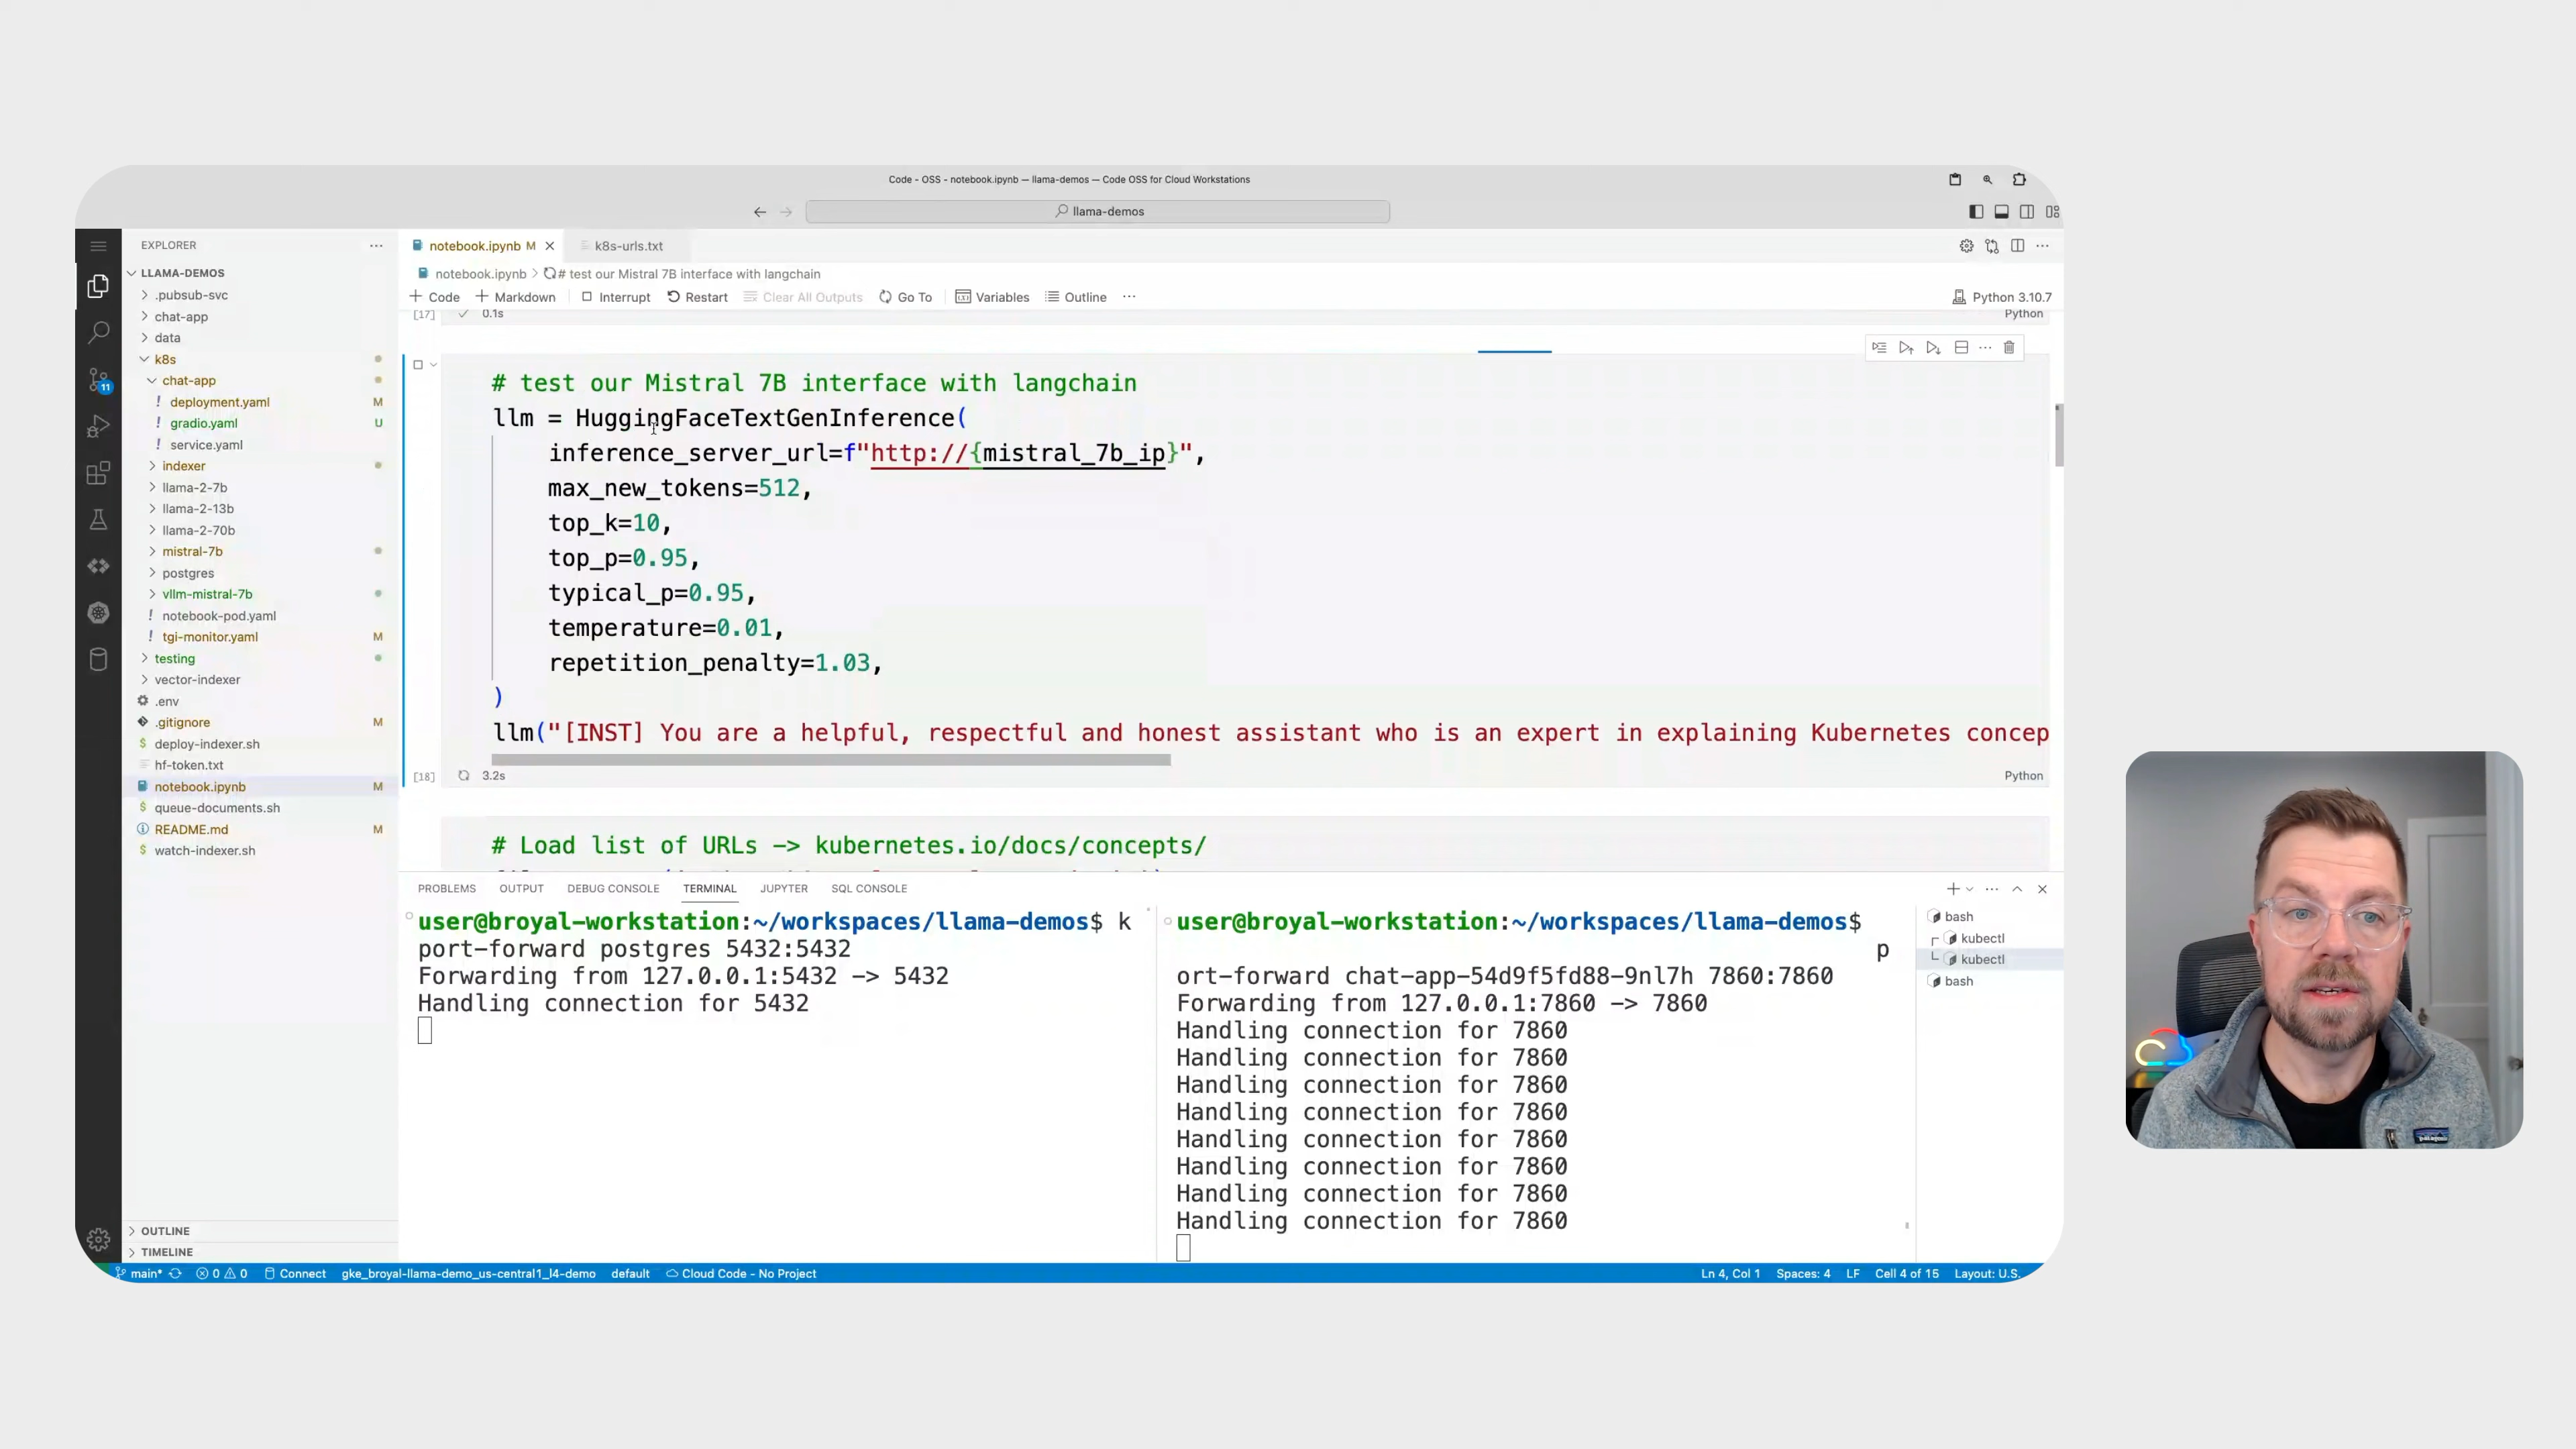 Code - OSS - notebook.ipynb — llama-demos — Code OSS for Cloud Workstations
llama-demos
EXPLORER
LLAMA-DEMOS
.pubsub-svc
chat-app
data
k8s
chat-app
! deployment.yaml M
! gradio.yaml U
! service.yaml
indexer
llama-2-7b
llama-2-13b
llama-2-70b
mistral-7b
postgres
vllm-mistral-7b
! notebook-pod.yaml
! tgi-monitor.yaml M
testing
vector-indexer
.env
.gitignore M
$ deploy-indexer.sh
hf-token.txt
notebook.ipynb M
$ queue-documents.sh
README.md M
$ watch-indexer.sh
OUTLINE
TIMELINE
11
notebook.ipynb M
k8s-urls.txt
notebook.ipynb > # test our Mistral 7B interface with langchain
+ Code + Markdown Interrupt Restart Clear All Outputs Go To Variables Outline ···
Python 3.10.7
[17] 0.1s Python
# test our Mistral 7B interface with langchain
llm = HuggingFaceTextGenInference(
inference_server_url=f"http://{mistral_7b_ip}",
max_new_tokens=512,
top_k=10,
top_p=0.95,
typical_p=0.95,
temperature=0.01,
repetition_penalty=1.03,
)
llm("[INST] You are a helpful, respectful and honest assistant who is an expert in explaining Kubernetes concep
[18] 3.2s Python
# Load list of URLs -> kubernetes.io/docs/concepts/
PROBLEMS OUTPUT DEBUG CONSOLE TERMINAL JUPYTER SQL CONSOLE
user@broyal-workstation:~/workspaces/llama-demos$ k
port-forward postgres 5432:5432
Forwarding from 127.0.0.1:5432 -> 5432
Handling connection for 5432
user@broyal-workstation:~/workspaces/llama-demos$
p
ort-forward chat-app-54d9f5fd88-9nl7h 7860:7860
Forwarding from 127.0.0.1:7860 -> 7860
Handling connection for 7860
Handling connection for 7860
Handling connection for 7860
Handling connection for 7860
Handling connection for 7860
Handling connection for 7860
Handling connection for 7860
Handling connection for 7860
bash
kubectl
kubectl
bash
main* 0 0 Connect gke_broyal-llama-demo_us-central1_l4-demo default Cloud Code - No Project
Ln 4, Col 1 Spaces: 4 LF Cell 4 of 15 Layout: U.S.